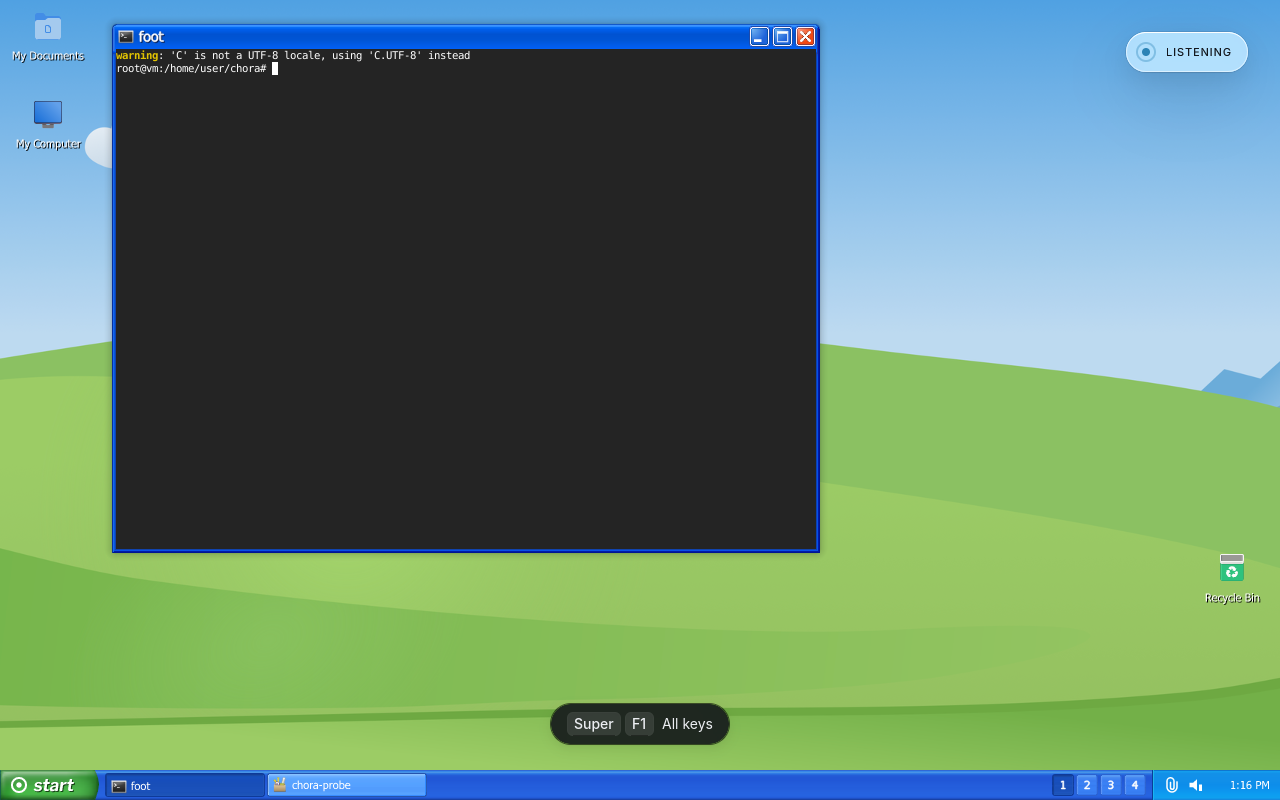 My Documents
My Computer
foot
warning: 'C' is not a UTF-8 locale, using 'C.UTF-8' instead
root@vm:/home/user/chora#
LISTENING
Recycle Bin
Super F1 All keys
start
foot
chora-probe
1 2 3 4
1:16 PM